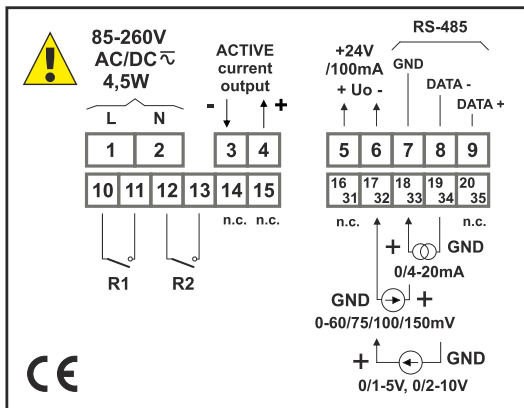 85-260V
AC/DC
4,5W
L N
ACTIVE
current
output
- +
+24V
/100mA
+ Uo -
RS-485
GND
DATA -
DATA +
1 2 3 4 5 6 7 8 9
10 11 12 13 14 15 16 31 17 32 18 33 19 34 20 35
n.c. n.c. n.c. n.c.
R1 R2
+ GND
0/4-20mA
GND +
0-60/75/100/150mV
+ GND
0/1-5V, 0/2-10V
CE